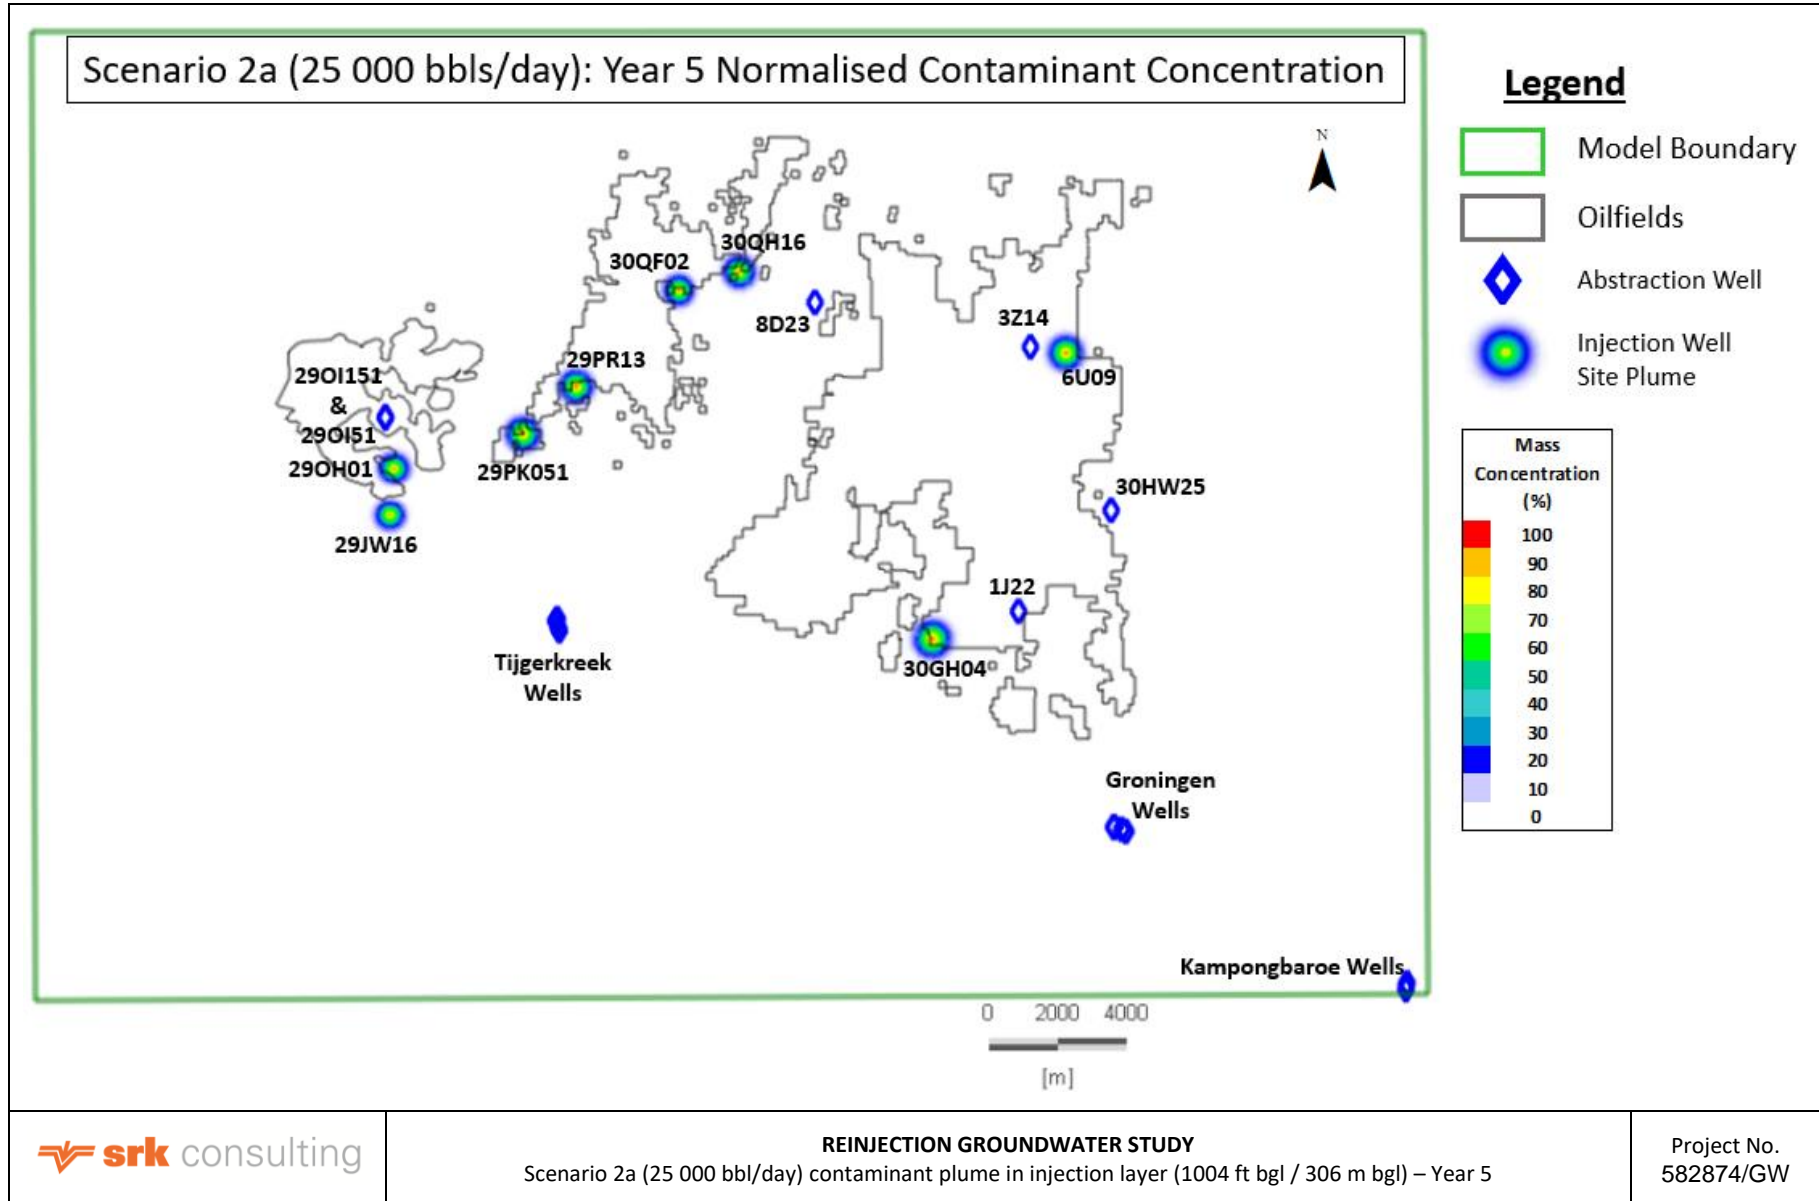 Scenario 2a (25 000 bbls/day): Year 5 Normalised Contaminant Concentration
Legend
Model Boundary
Oilfields
Abstraction Well
Injection Well
Site Plume
Mass
Concentration
(%)
100
90
80
70
60
50
40
30
20
10
0
N
30QH16
30QF02
8D23
3Z14
6U09
29PR13
29OI151
&
29OI51
29OH01
29PK051
29JW16
30HW25
1J22
30GH04
Tijgerkreek
Wells
Groningen
Wells
Kampongbaroe Wells
0 2000 4000
[m]
srk consulting
REINJECTION GROUNDWATER STUDY
Scenario 2a (25 000 bbl/day) contaminant plume in injection layer (1004 ft bgl / 306 m bgl) – Year 5
Project No.
582874/GW